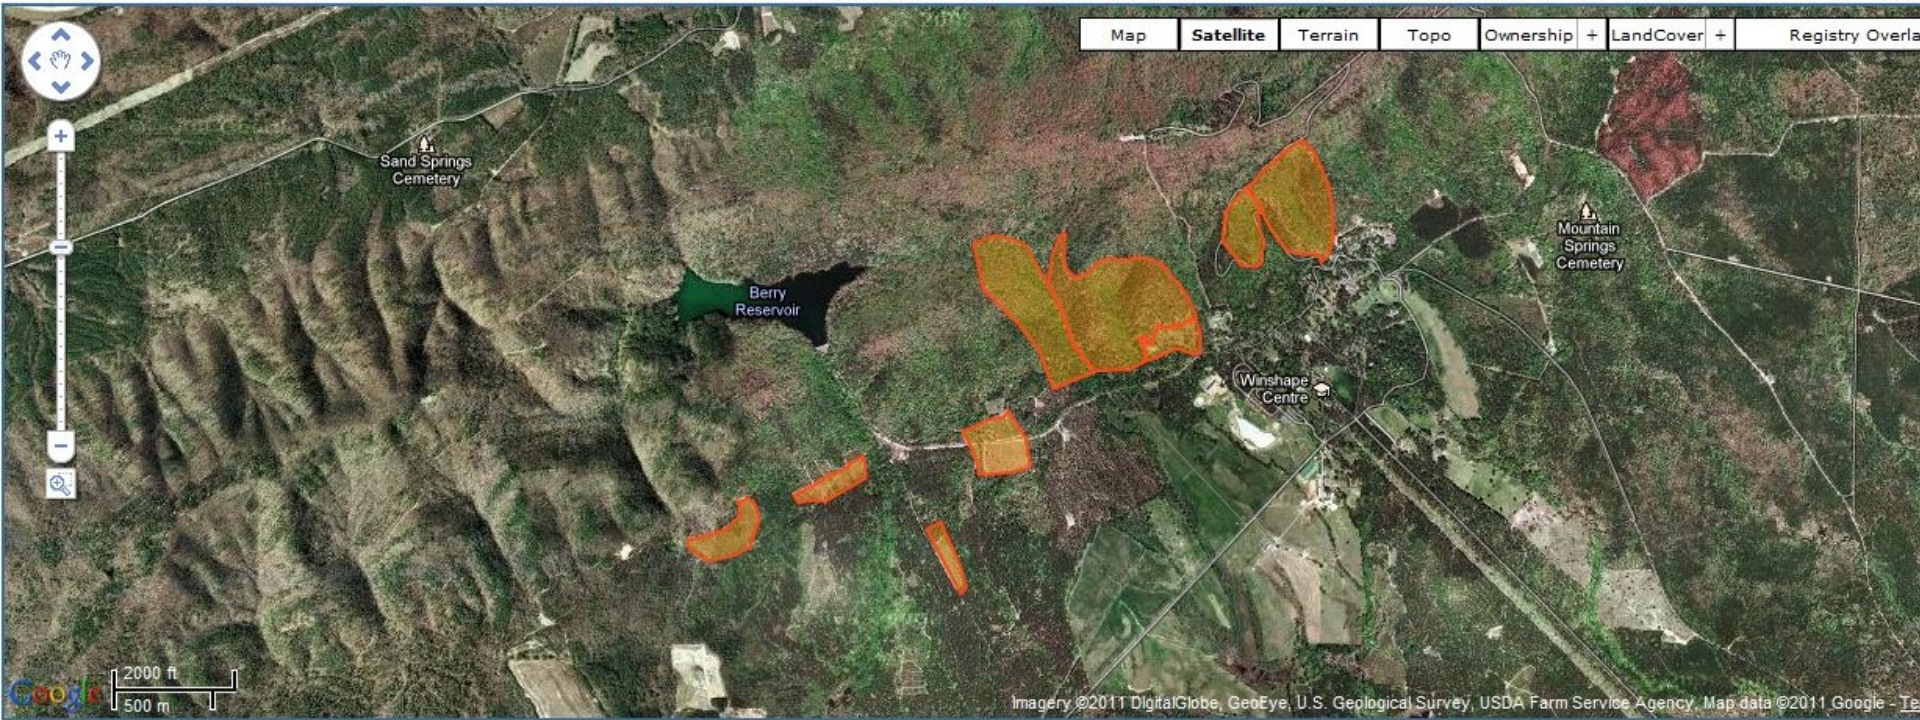 Map
Satellite
Terrain
Topo
Ownership +
LandCover +
Registry Overla
Sand Springs
Cemetery
Mountain
Springs
Cemetery
Berry
Reservoir
Winshape
Centre
2000 ft
500 m
Google
Imagery ©2011 DigitalGlobe, GeoEye, U.S. Geological Survey, USDA Farm Service Agency, Map data ©2011 Google - Te